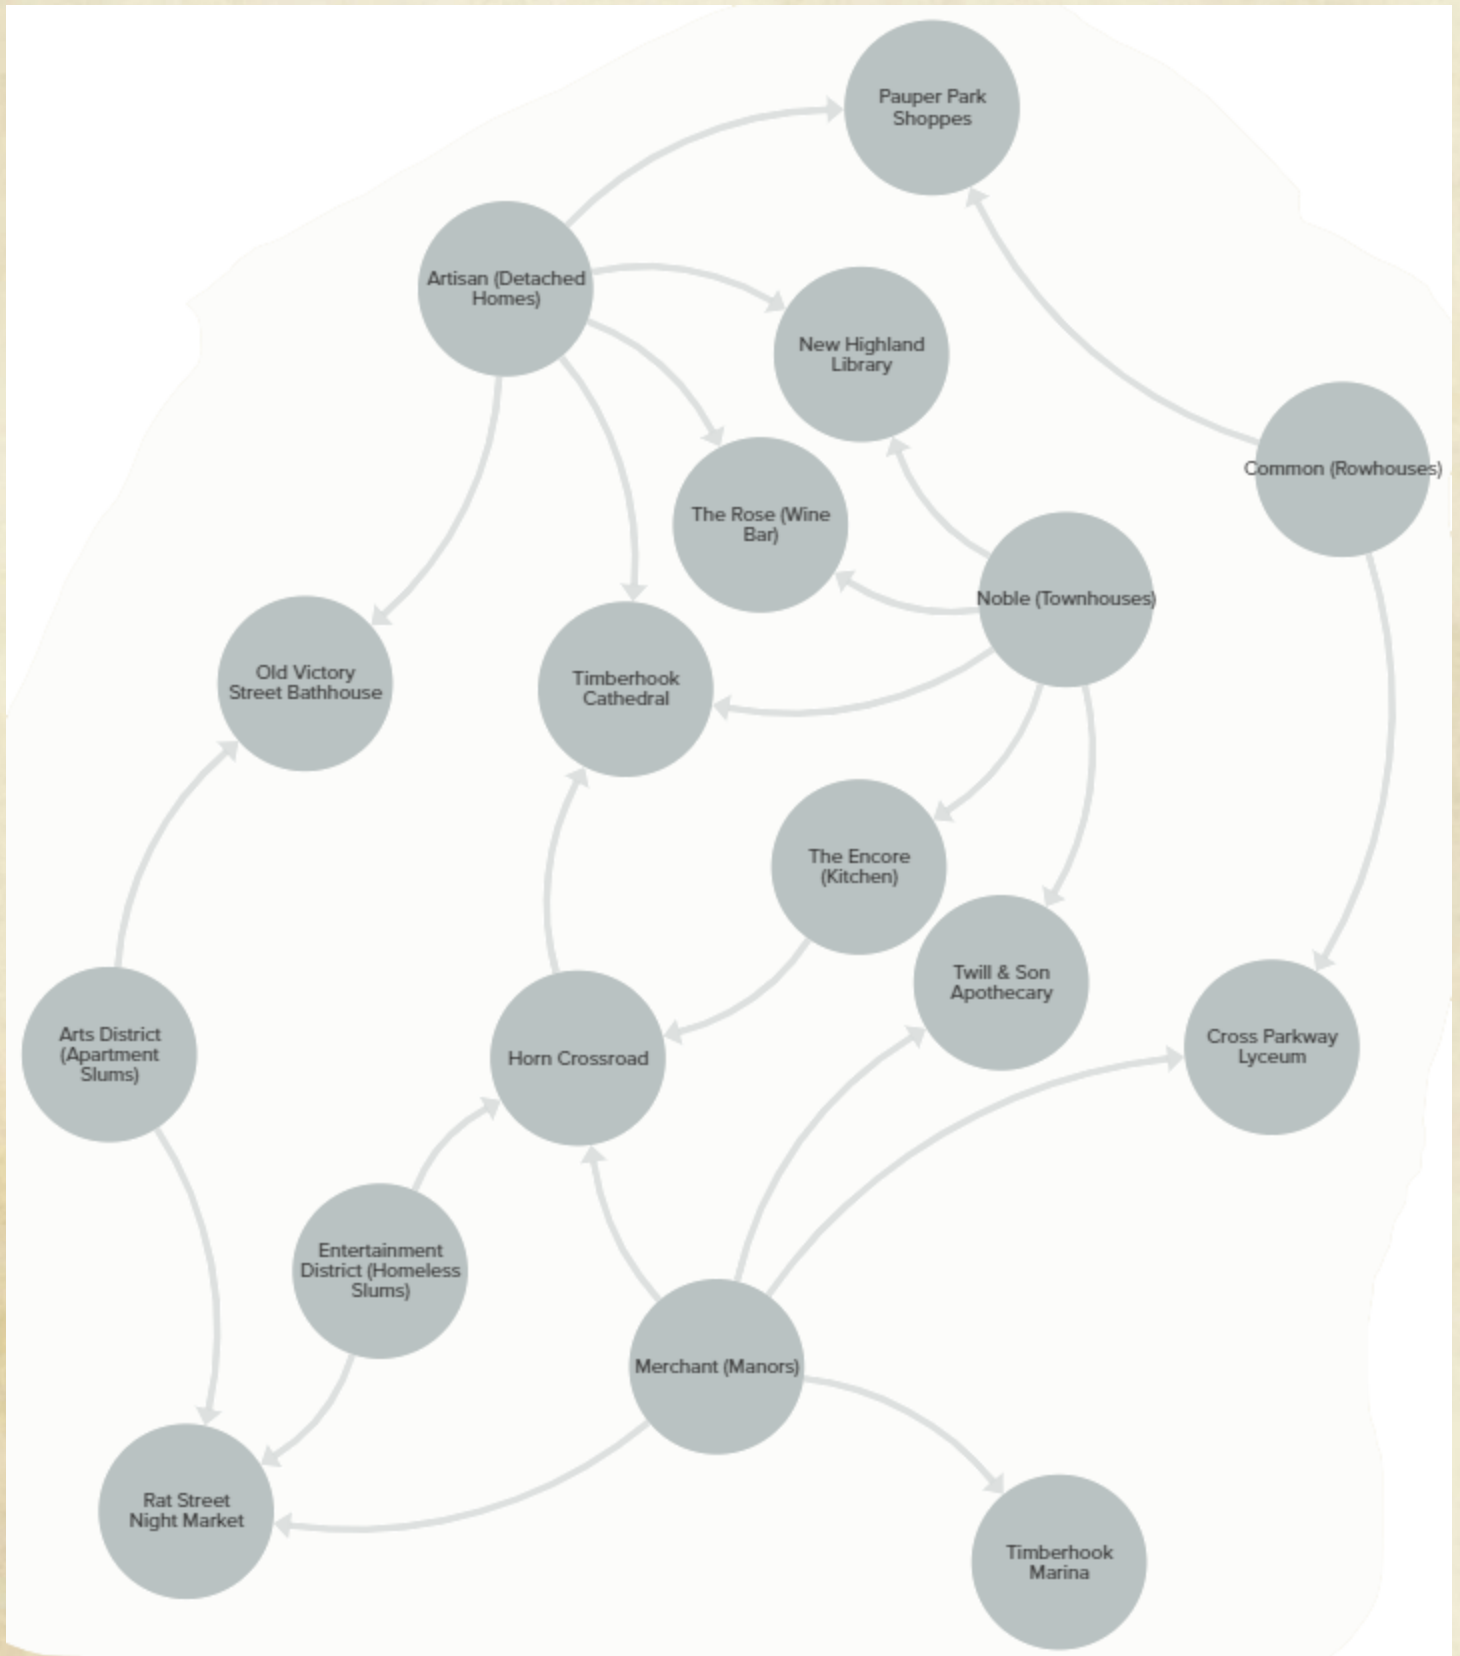 Pauper Park
Shoppes
Artisan (Detached
Homes)
New Highland
Library
Common (Rowhouses)
The Rose (Wine
Bar)
Noble (Townhouses)
Old Victory
Street Bathhouse
Timberhook
Cathedral
The Encore
(Kitchen)
Twill & Son
Apothecary
Cross Parkway
Lyceum
Arts District
(Apartment
Slums)
Horn Crossroad
Entertainment
District (Homeless
Slums)
Merchant (Manors)
Rat Street
Night Market
Timberhook
Marina